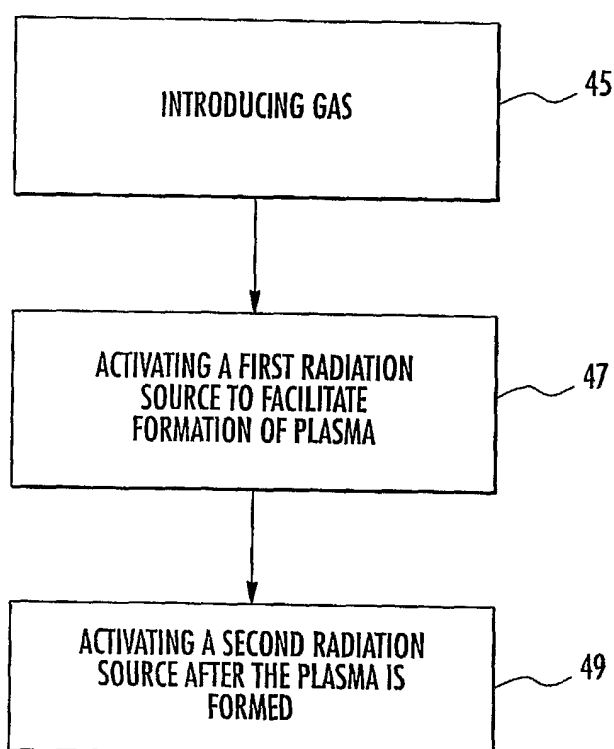 INTRODUCING GAS
45
ACTIVATING A FIRST RADIATION
SOURCE TO FACILITATE
FORMATION OF PLASMA
47
ACTIVATING A SECOND RADIATION
SOURCE AFTER THE PLASMA IS
FORMED
49